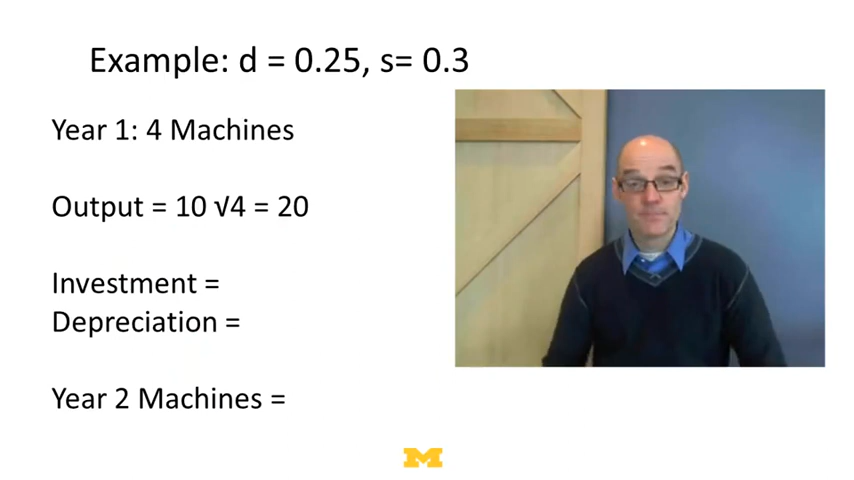 Example: d = 0.25, s= 0.3
Year 1: 4 Machines
Output = 10 √4 = 20
Investment =
Depreciation =
Year 2 Machines =
M